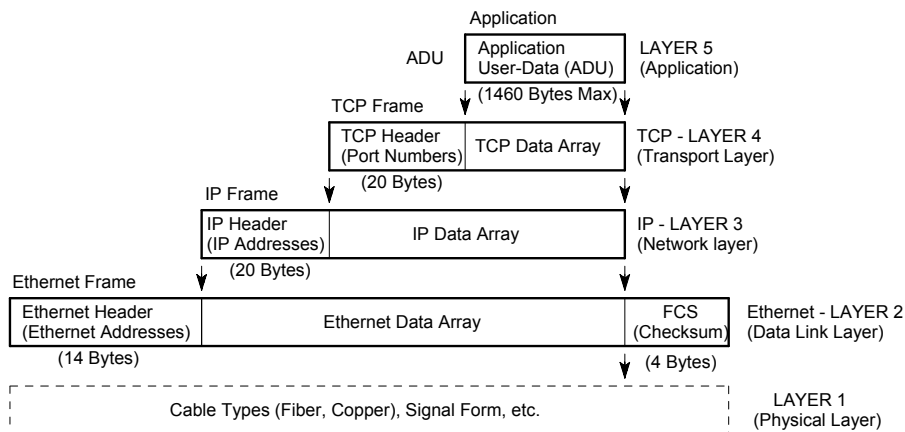 Application
ADU
Application
User-Data (ADU)
LAYER 5
(Application)
(1460 Bytes Max)
TCP Frame
TCP Header
(Port Numbers)
TCP Data Array
TCP - LAYER 4
(Transport Layer)
(20 Bytes)
IP Frame
IP Header
(IP Addresses)
IP Data Array
IP - LAYER 3
(Network layer)
(20 Bytes)
Ethernet Frame
Ethernet Header
(Ethernet Addresses)
Ethernet Data Array
FCS
(Checksum)
Ethernet - LAYER 2
(Data Link Layer)
(14 Bytes)
(4 Bytes)
Cable Types (Fiber, Copper), Signal Form, etc.
LAYER 1
(Physical Layer)